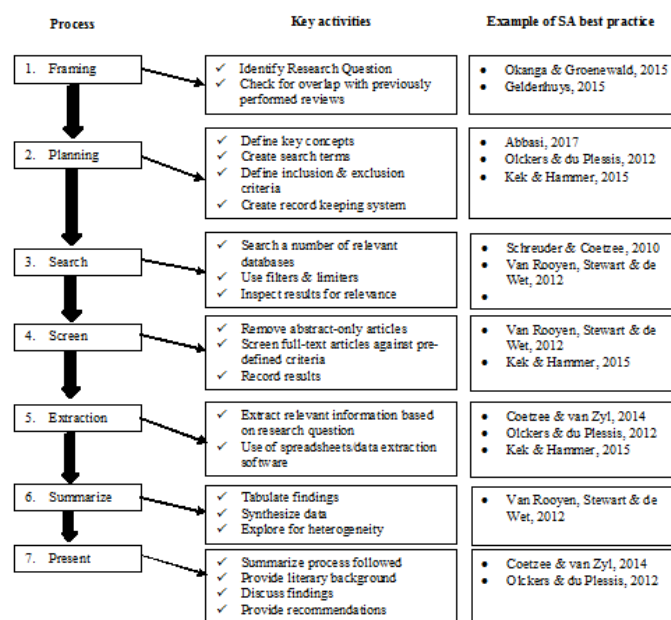 Process
Key activities
Example of SA best practice
1. Framing
✓ Identify Research Question
✓ Check for overlap with previously
performed reviews
• Okanga & Groenewald, 2015
• Geldenhuys, 2015
2. Planning
✓ Define key concepts
✓ Create search terms
✓ Define inclusion & exclusion
criteria
✓ Create record keeping system
• Abbasi, 2017
• Olckers & du Plessis, 2012
• Kek & Hammer, 2015
3. Search
✓ Search a number of relevant
databases
✓ Use filters & limiters
✓ Inspect results for relevance
• Schreuder & Coetzee, 2010
• Van Rooyen, Stewart & de
Wet, 2012
•
4. Screen
✓ Remove abstract-only articles
✓ Screen full-text articles against pre-
defined criteria
✓ Record results
• Van Rooyen, Stewart & de
Wet, 2012
• Kek & Hammer, 2015
5. Extraction
✓ Extract relevant information based
on research question
✓ Use of spreadsheets/data extraction
software
• Coetzee & van Zyl, 2014
• Olckers & du Plessis, 2012
• Kek & Hammer, 2015
6. Summarize
✓ Tabulate findings
✓ Synthesize data
✓ Explore for heterogeneity
• Van Rooyen, Stewart & de
Wet, 2012
7. Present
✓ Summarize process followed
✓ Provide literary background
✓ Discuss findings
✓ Provide recommendations
• Coetzee & van Zyl, 2014
• Olckers & du Plessis, 2012